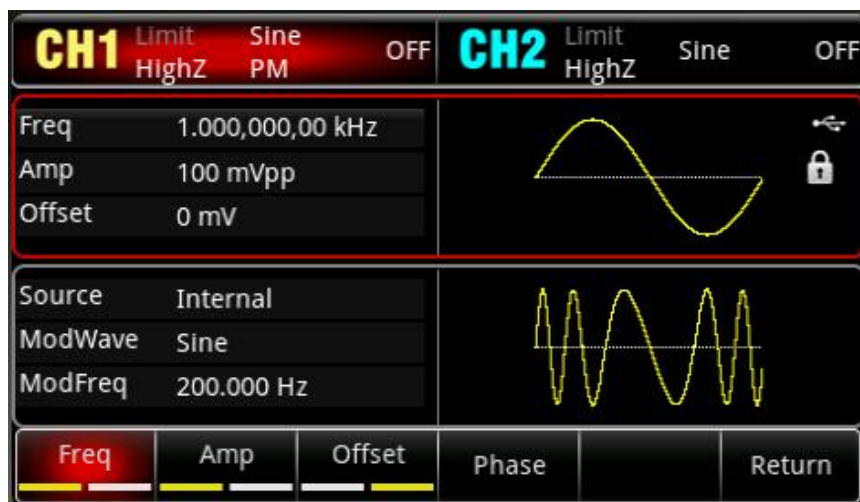 CH1 Limit Sine OFF CH2 Limit Sine OFF
HighZ PM HighZ
Freq 1.000,000,00 kHz
Amp 100 mVpp
Offset 0 mV
Source Internal
ModWave Sine
ModFreq 200.000 Hz
Freq Amp Offset Phase Return